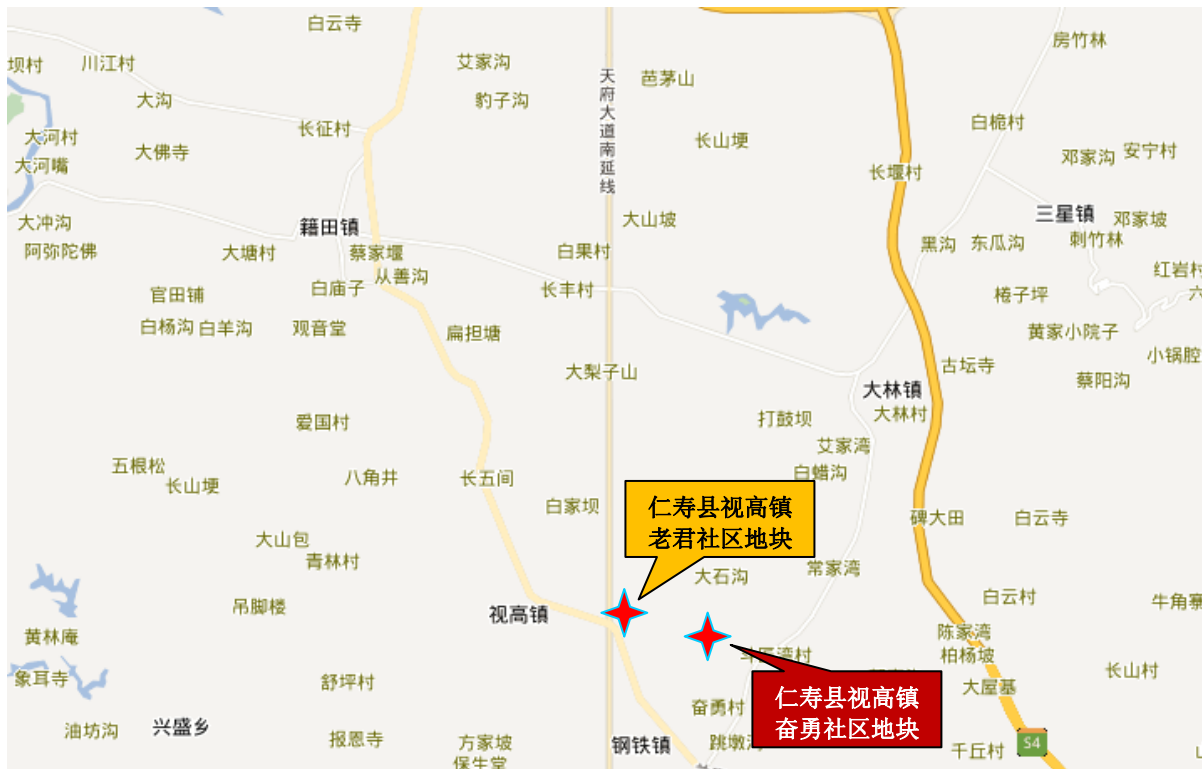 白云寺
房竹林
坝村
川江村
艾家沟
天府大道南延线
芭茅山
大沟
豹子沟
长征村
白桅村
大河村
长山埂
大佛寺
邓家沟
安宁村
大河嘴
长堰村
大冲沟
籍田镇
大山坡
三星镇
邓家坡
阿弥陀佛
大塘村
蔡家堰
白果村
黑沟
东瓜沟
刺竹林
从善沟
红岩村
官田铺
白庙子
长丰村
棬子坪
白杨沟
白羊沟
观音堂
扁担塘
黄家小院子
小锅腔
大梨子山
古坛寺
蔡阳沟
大林镇
大林村
爱国村
打鼓坝
艾家湾
五根松
长山埂
八角井
长五间
白蜡沟
白家坝
仁寿县视高镇
老君社区地块
碑大田
白云寺
大山包
青林村
大石沟
常家湾
吊脚楼
视高镇
白云村
牛角寨
黄林庵
陈家湾
柏杨坡
象耳寺
舒坪村
长山村
仁寿县视高镇
奋勇社区地块
大屋基
奋勇村
油坊沟
兴盛乡
报恩寺
方家坡
钢铁镇
跳墩
S4
千丘村
保生堂